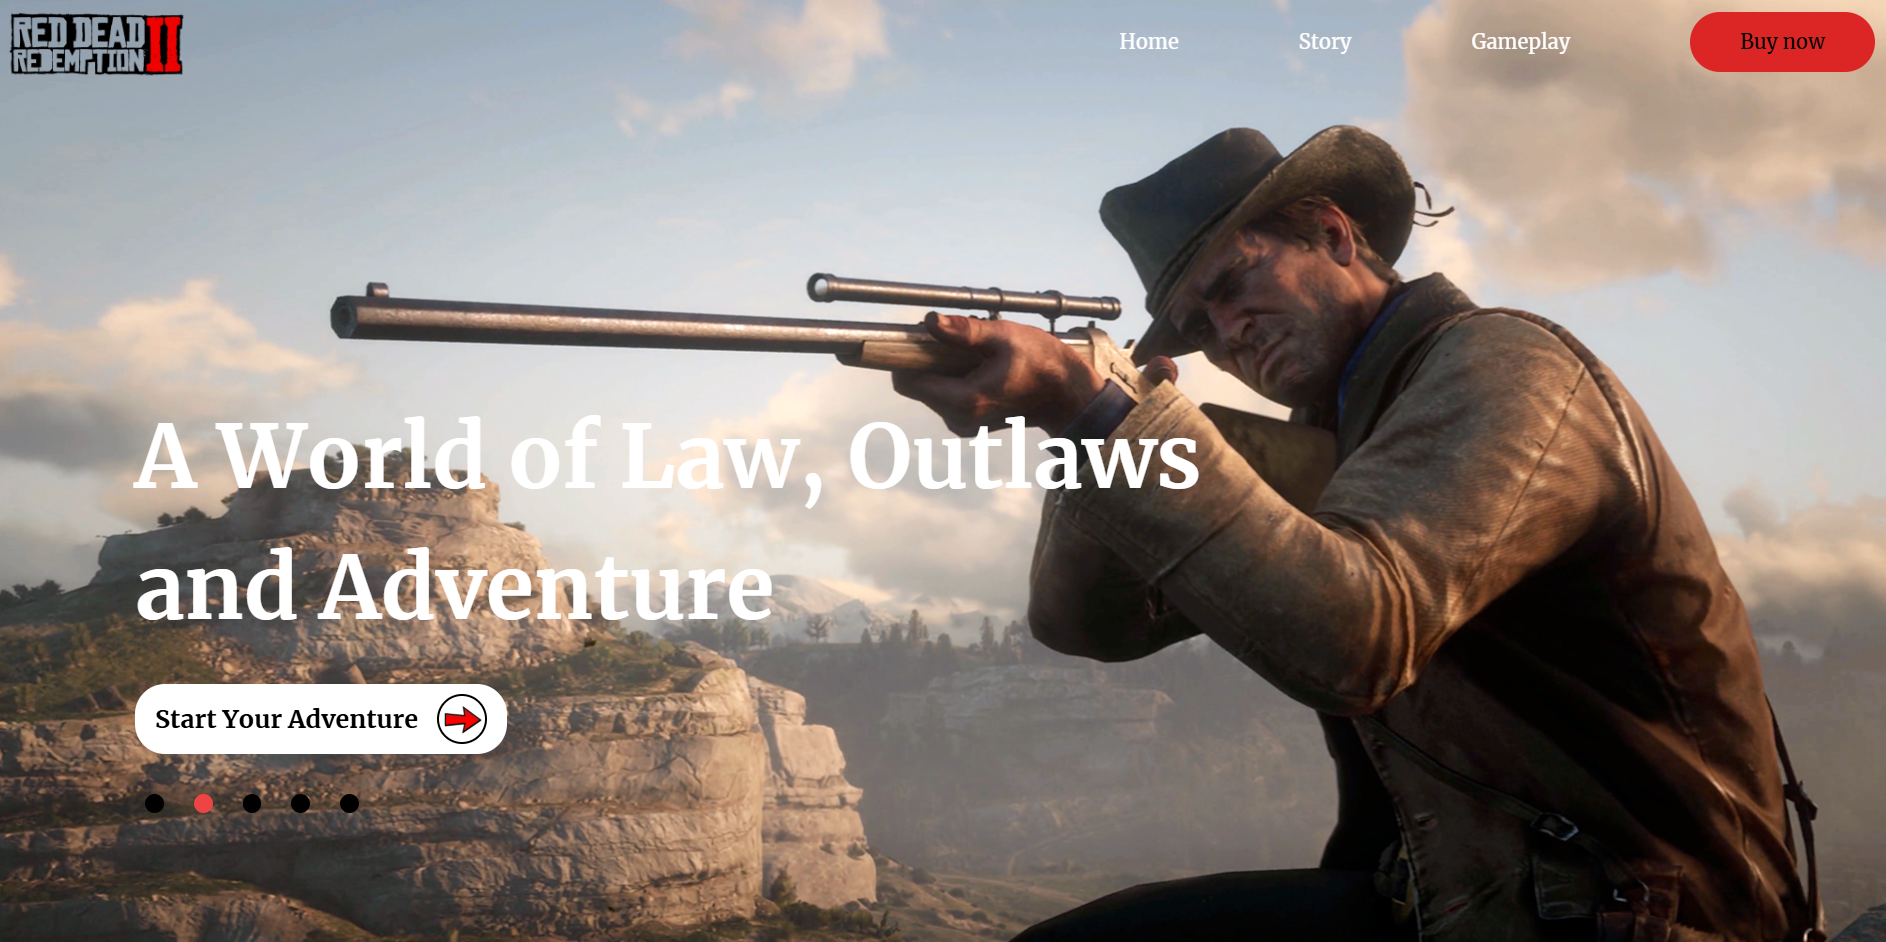 RED DEAD II
REDEMPTION
Home
Story
Gameplay
Buy now
A World of Law, Outlaws
and Adventure
Start Your Adventure